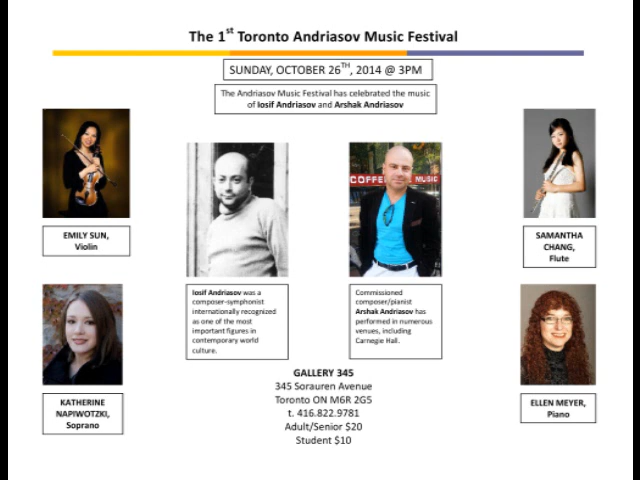 The 1st Toronto Andriasov Music Festival
SUNDAY, OCTOBER 26TH, 2014 @ 3PM
The Andriasov Music Festival has celebrated the music
of Iosif Andriasov and Arshak Andriasov
EMILY SUN,
Violin
COFFEE
MUSIC
SAMANTHA
CHANG,
Flute
Iosif Andriasov was a
composer-symphonist
internationally recognized
as one of the most
important figures in
contemporary world
culture.
Commissioned
composer/pianist
Arshak Andriasov has
performed in numerous
venues, including
Carnegie Hall.
KATHERINE
NAPIWOTZKI,
Soprano
GALLERY 345
345 Sorauren Avenue
Toronto ON M6R 2G5
t. 416.822.9781
Adult/Senior $20
Student $10
ELLEN MEYER,
Piano